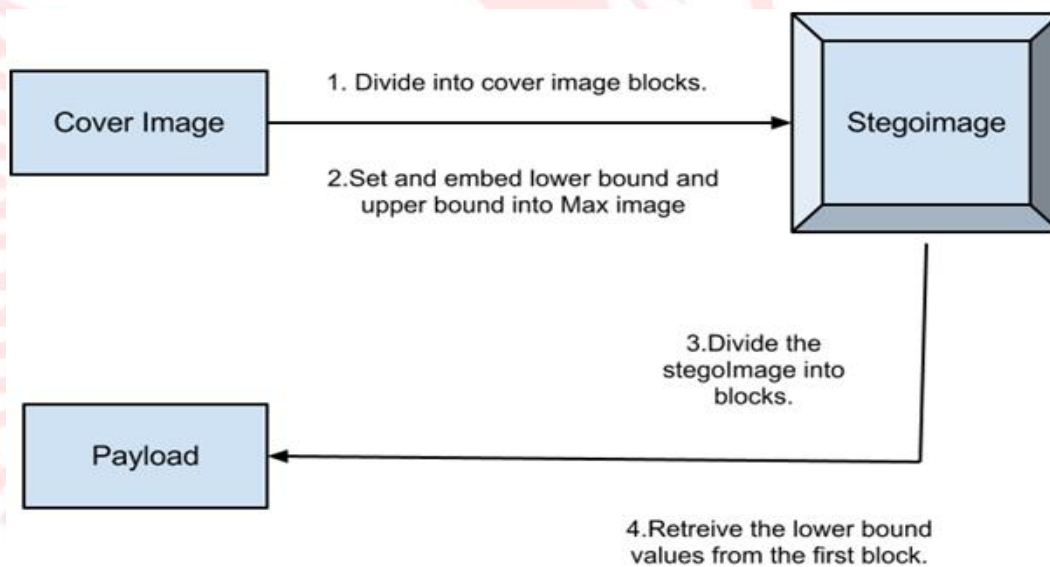 Cover Image
1. Divide into cover image blocks.
2.Set and embed lower bound and
upper bound into Max image
Stegoimage
3.Divide the
stegoImage into
blocks.
Payload
4.Retreive the lower bound
values from the first block.